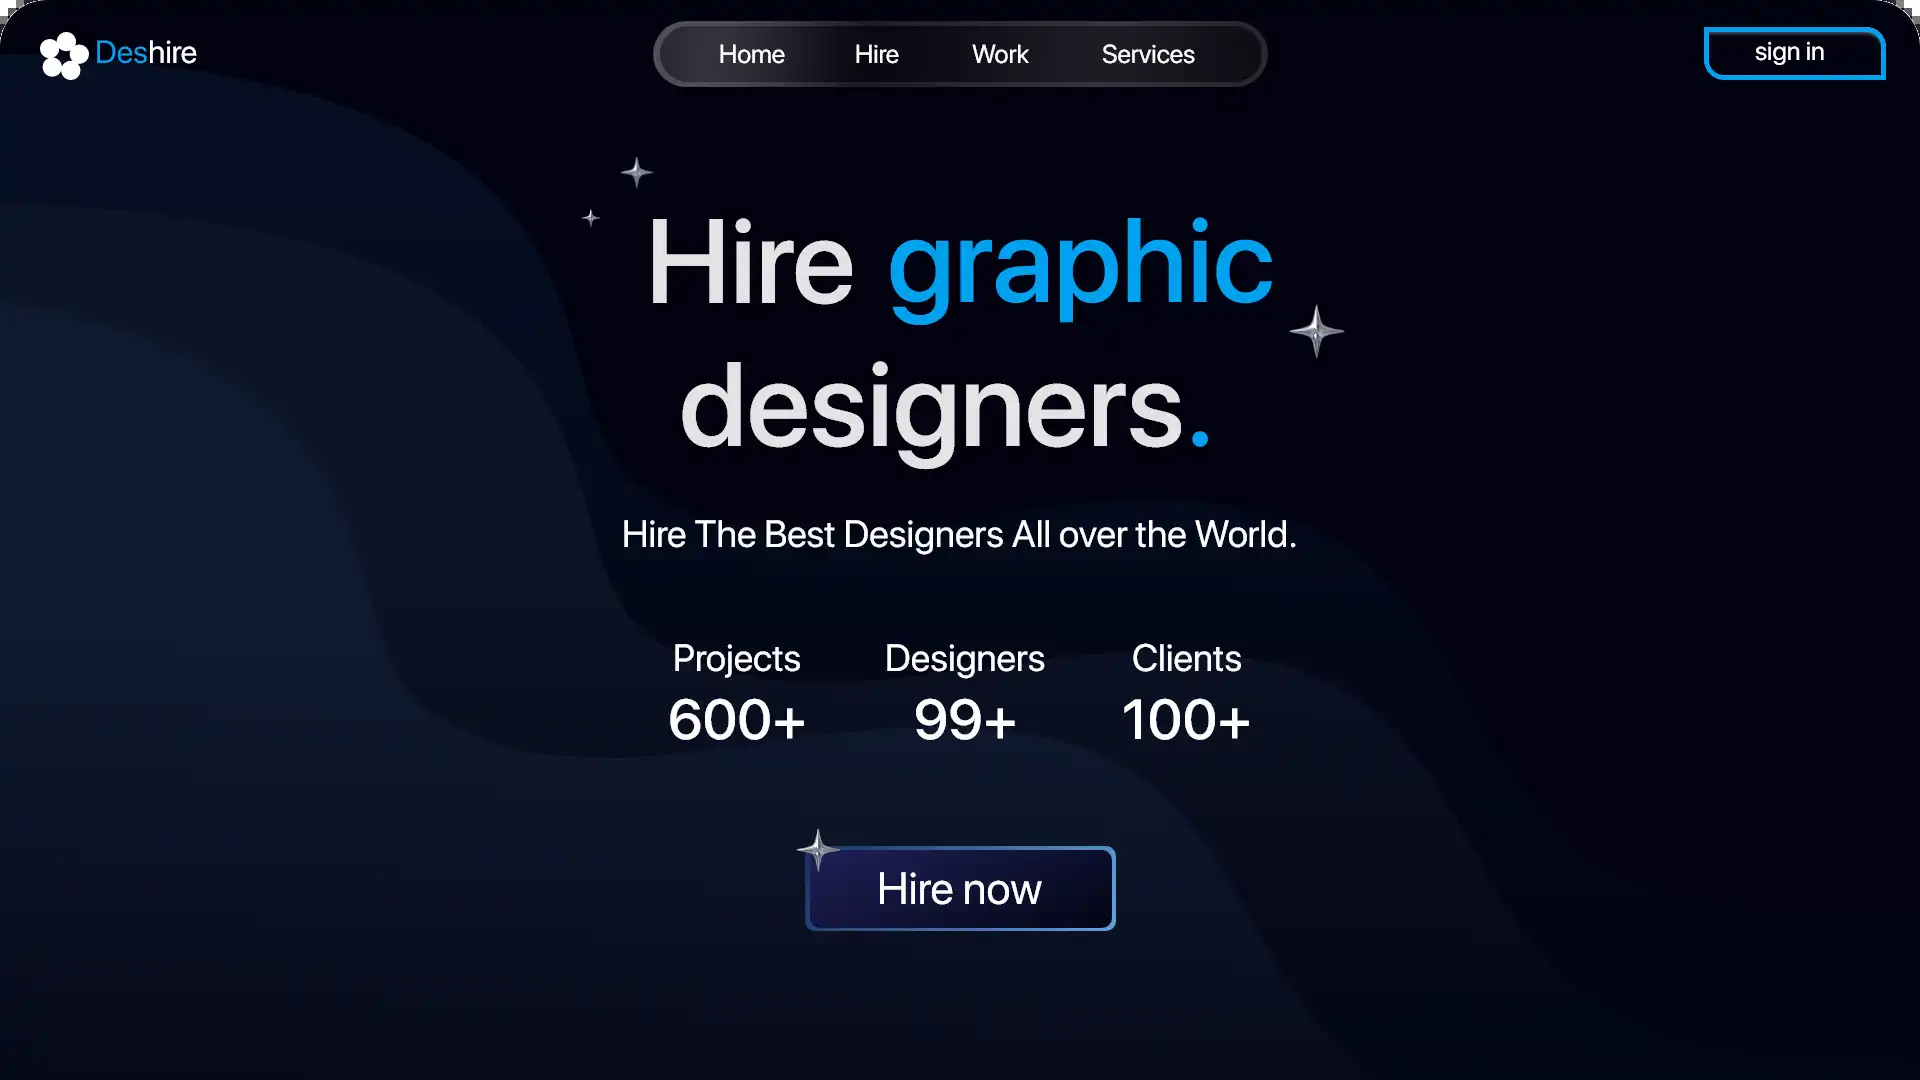 Deshire
Home Hire Work Services
sign in
Hire graphic
designers.
Hire The Best Designers All over the World.
Projects Designers Clients
600+ 99+ 100+
Hire now